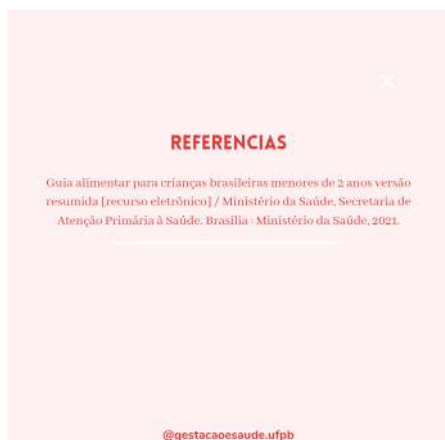 REFERENCIAS
Guia alimentar para crianças brasileiras menores de 2 anos versão
resumida [recurso eletrônico] / Ministério da Saúde, Secretaria de
Atenção Primária à Saúde. Brasília : Ministério da Saúde, 2021.
@gestacaoesaude.ufpb